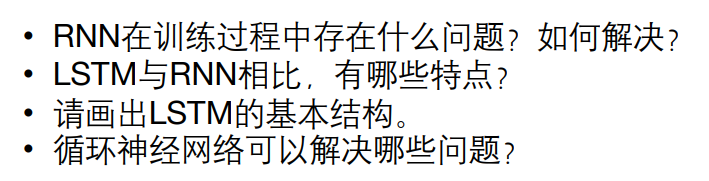 • RNN在训练过程中存在什么问题？如何解决？
• LSTM与RNN相比，有哪些特点？
• 请画出LSTM的基本结构。
• 循环神经网络可以解决哪些问题？